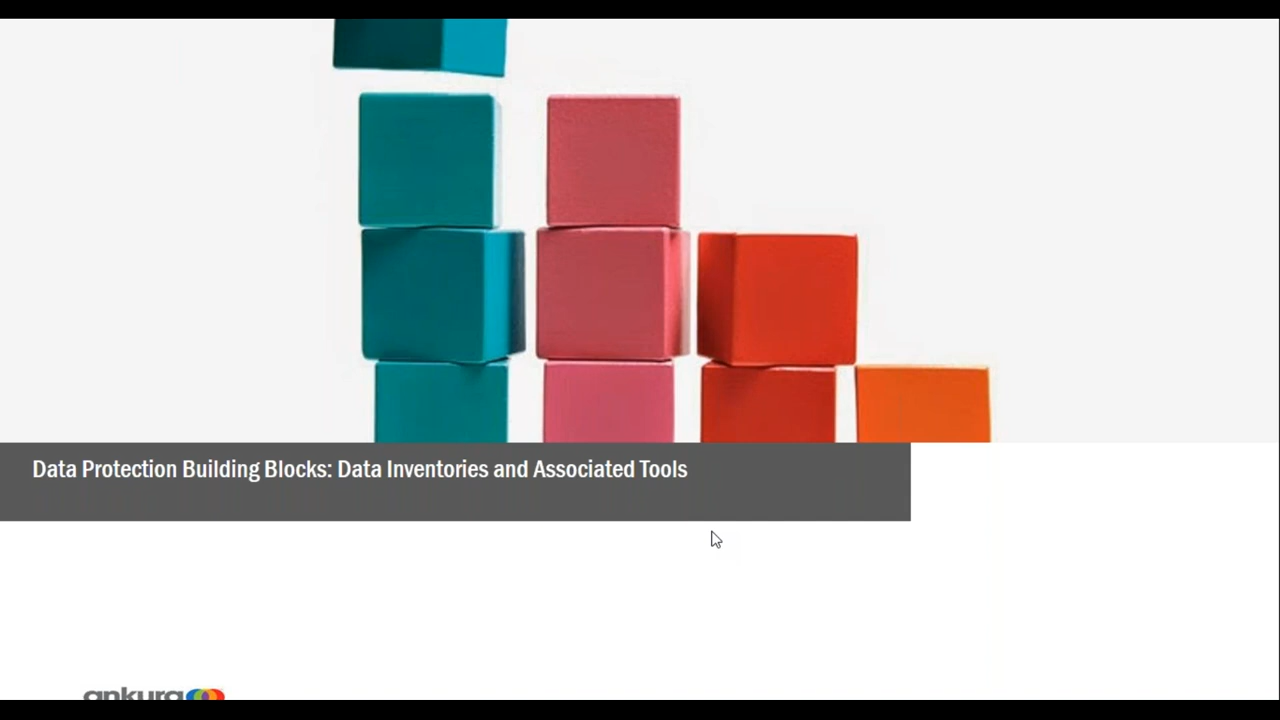 Data Protection Building Blocks: Data Inventories and Associated Tools
ankura